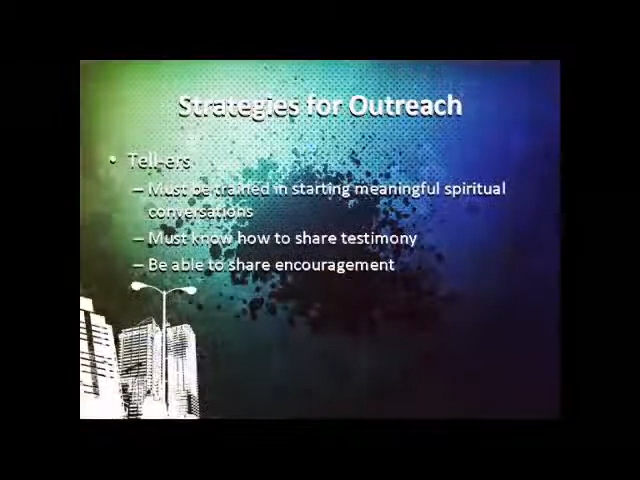 Strategies for Outreach
• Tell-ers
– Must be trained in starting meaningful spiritual
conversations
– Must know how to share testimony
– Be able to share encouragement